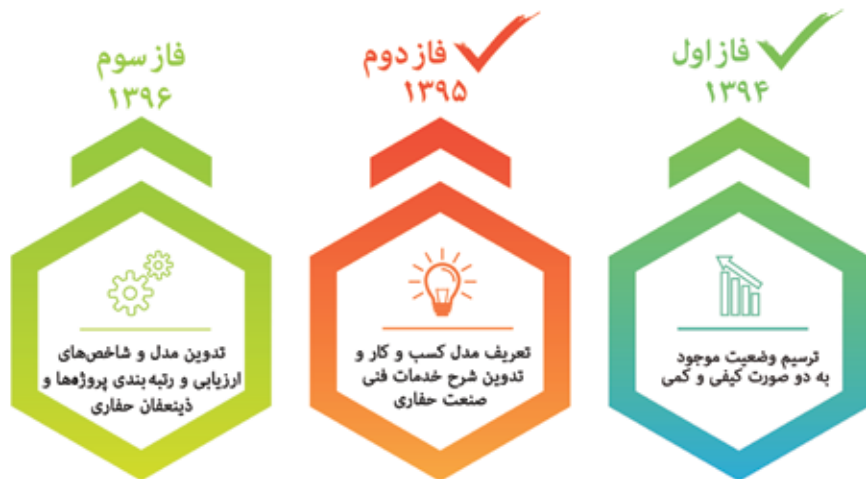 فاز اول
۱۳۹۴
ترسیم وضعیت موجود
به دو صورت کیفی و کمی
فاز دوم
۱۳۹۵
تعریف مدل کسب و کار و
تدوین شرح خدمات فنی
صنعت حفاری
فاز سوم
۱۳۹۶
تدوین مدل و شاخص‌های
ارزیابی و رتبه بندی پروژه‌ها و
ذینعفان حفاری